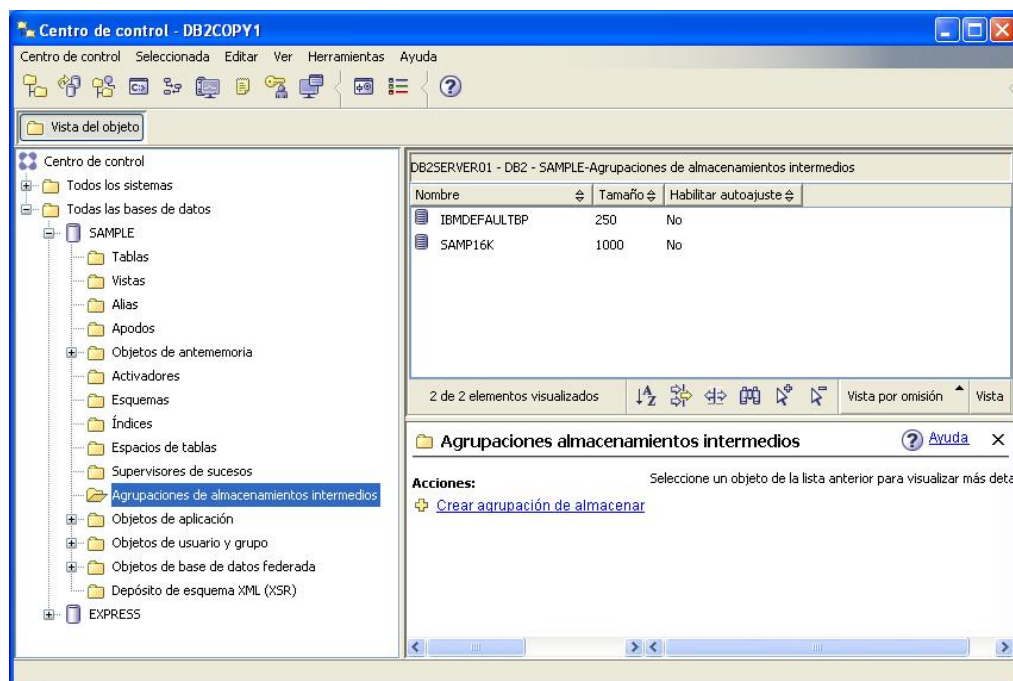 Centro de control - DB2COPY1
Centro de control Seleccionada Editar Ver Herramientas Ayuda
Vista del objeto
Centro de control
Todos los sistemas
Todas las bases de datos
SAMPLE
Tablas
Vistas
Alias
Apodos
Objetos de antememoria
Activadores
Esquemas
Índices
Espacios de tablas
Supervisores de sucesos
Agrupaciones de almacenamientos intermedios
Objetos de aplicación
Objetos de usuario y grupo
Objetos de base de datos federada
Depósito de esquema XML (XSR)
EXPRESS
DB2SERVER01 - DB2 - SAMPLE-Agrupaciones de almacenamientos intermedios
Nombre Tamaño Habilitar autoajuste
IBMDEFAULTBP 250 No
SAMP16K 1000 No
2 de 2 elementos visualizados Vista por omisión Vista
Agrupaciones almacenamientos intermedios Ayuda
Acciones: Seleccione un objeto de la lista anterior para visualizar más deta
Crear agrupación de almacenar